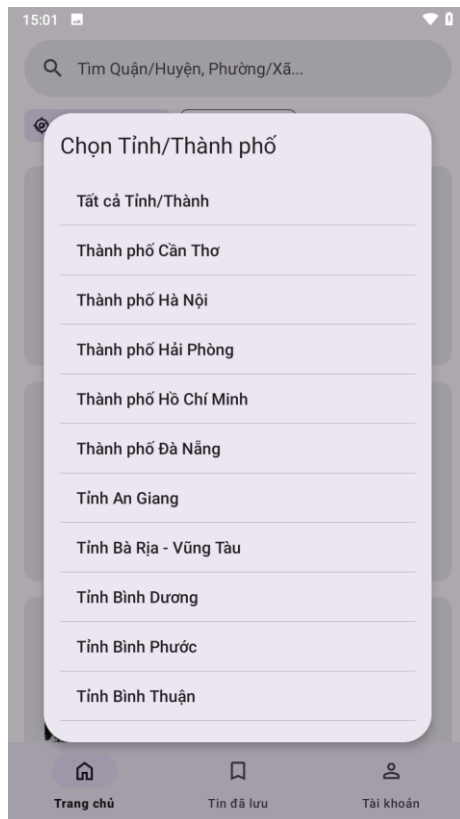 15:01
Tìm Quận/Huyện, Phường/Xã...
Chọn Tỉnh/Thành phố
Tất cả Tỉnh/Thành
Thành phố Cần Thơ
Thành phố Hà Nội
Thành phố Hải Phòng
Thành phố Hồ Chí Minh
Thành phố Đà Nẵng
Tỉnh An Giang
Tỉnh Bà Rịa - Vũng Tàu
Tỉnh Bình Dương
Tỉnh Bình Phước
Tỉnh Bình Thuận
Trang chủ
Tin đã lưu
Tài khoản